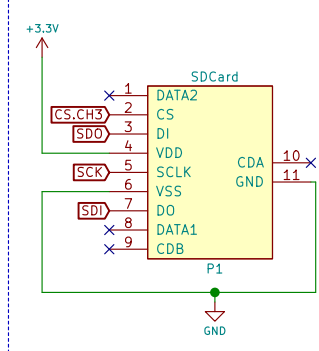 +3.3V
SDCard
1 DATA2
CS.CH3 2 CS
SDO 3 DI
4 VDD
CDA 10
SCK 5 SCLK
GND 11
6 VSS
SDI 7 DO
8 DATA1
9 CDB
P1
GND